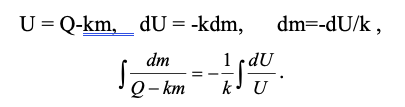 U = Q-km, dU = -kdm, dm=-dU/k ,
∫ dm/(Q – km) = – 1/k ∫ dU/U .